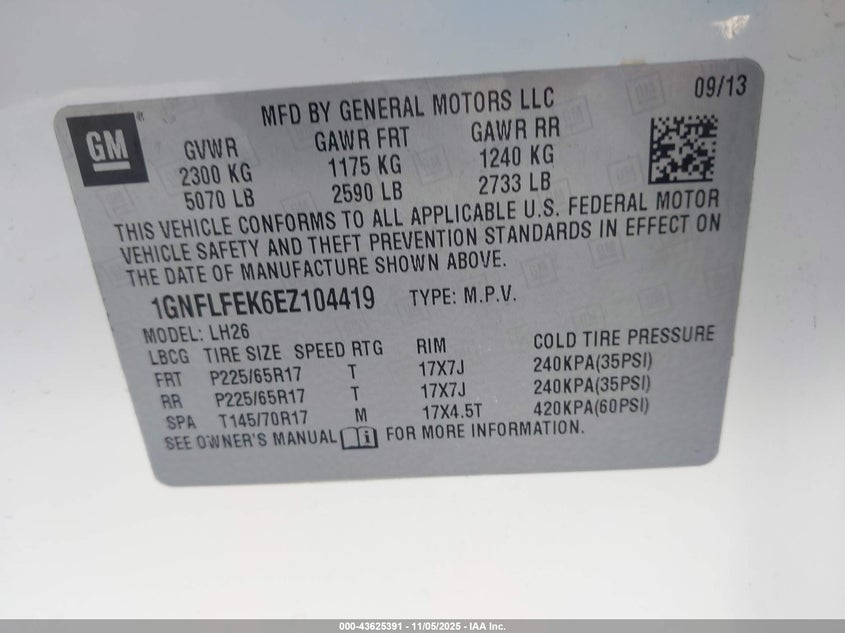 GM
MFD BY GENERAL MOTORS LLC
09/13
GVWR GAWR FRT GAWR RR
2300 KG 1175 KG 1240 KG
5070 LB 2590 LB 2733 LB
THIS VEHICLE CONFORMS TO ALL APPLICABLE U.S. FEDERAL MOTOR
VEHICLE SAFETY AND THEFT PREVENTION STANDARDS IN EFFECT ON
THE DATE OF MANUFACTURE SHOWN ABOVE.
1GNFLFEK6EZ104419 TYPE: M.P.V.
MODEL: LH26
LBCG TIRE SIZE SPEED RTG RIM COLD TIRE PRESSURE
FRT P225/65R17 T 17X7J 240KPA(35PSI)
RR P225/65R17 T 17X7J 240KPA(35PSI)
SPA T145/70R17 M 17X4.5T 420KPA(60PSI)
SEE OWNER'S MANUAL FOR MORE INFORMATION.
000-43625391 - 11/05/2025 - IAA Inc.